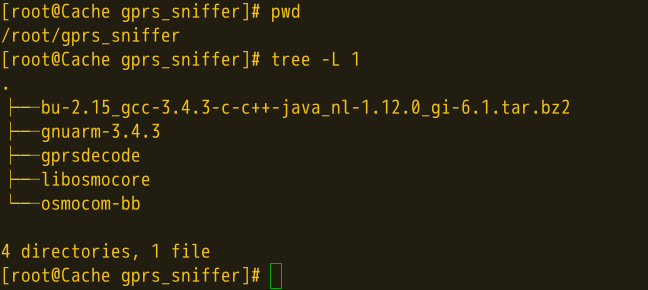 [root@Cache gprs_sniffer]# pwd
/root/gprs_sniffer
[root@Cache gprs_sniffer]# tree -L 1
.
├── bu-2.15_gcc-3.4.3-c-c++-java_nl-1.12.0_gi-6.1.tar.bz2
├── gnuarm-3.4.3
├── gprsdecode
├── libosmocore
└── osmocom-bb

4 directories, 1 file
[root@Cache gprs_sniffer]#